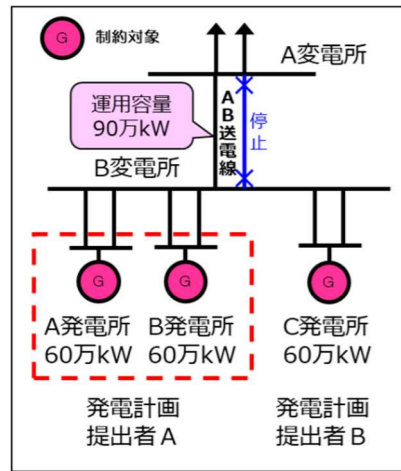 G 制約対象
A変電所
運用容量
90万kW
AB送電線
停止
B変電所
G G G
A発電所 B発電所 C発電所
60万kW 60万kW 60万kW
発電計画 発電計画
提出者A 提出者B